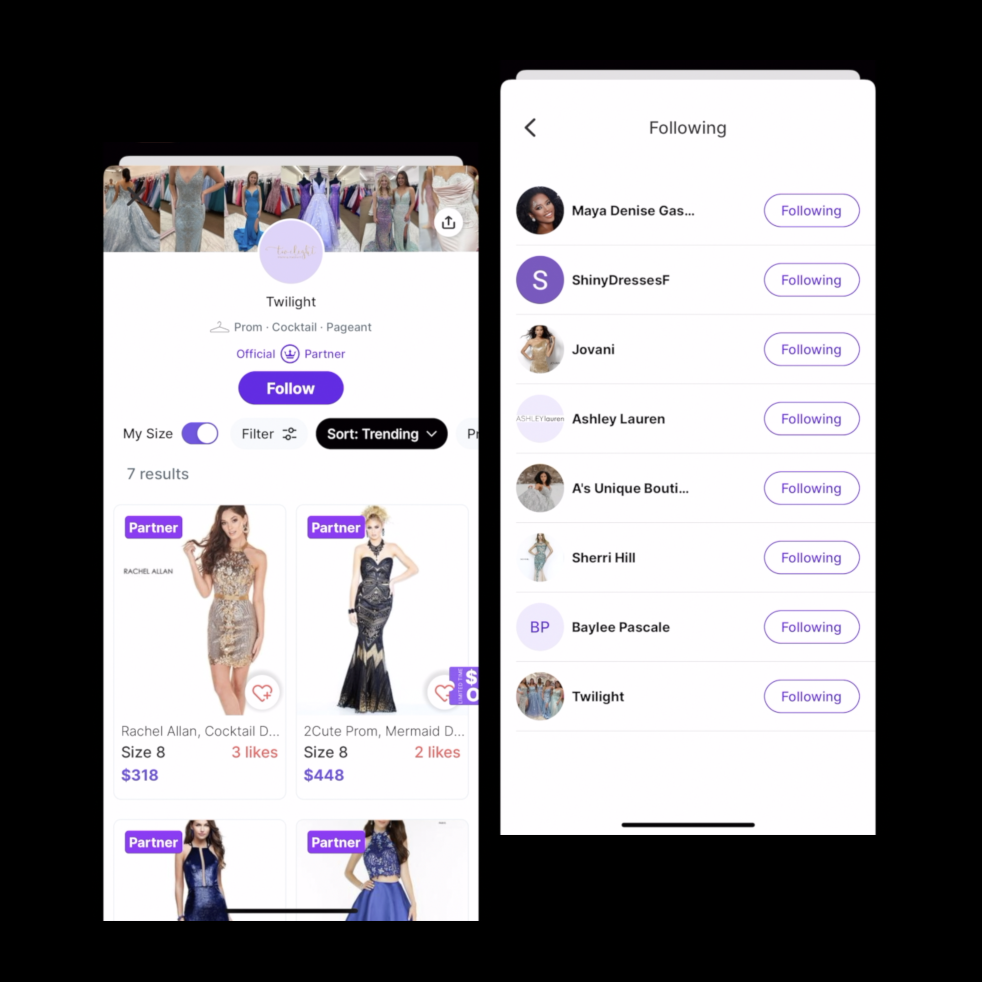 twilight
Twilight
Prom · Cocktail · Pageant
Official Partner
Follow
My Size
Filter
Sort: Trending
Pr
7 results
Partner
RACHEL ALLAN
Partner
$
O
Rachel Allan, Cocktail D...
Size 8
3 likes
$318
2Cute Prom, Mermaid D...
Size 8
2 likes
$448
Partner
Partner
Following
Maya Denise Gas...
Following
S
ShinyDressesF
Following
Jovani
Following
ASHLEYlauren
Ashley Lauren
Following
A's Unique Bouti...
Following
Sherri Hill
Following
BP
Baylee Pascale
Following
Twilight
Following